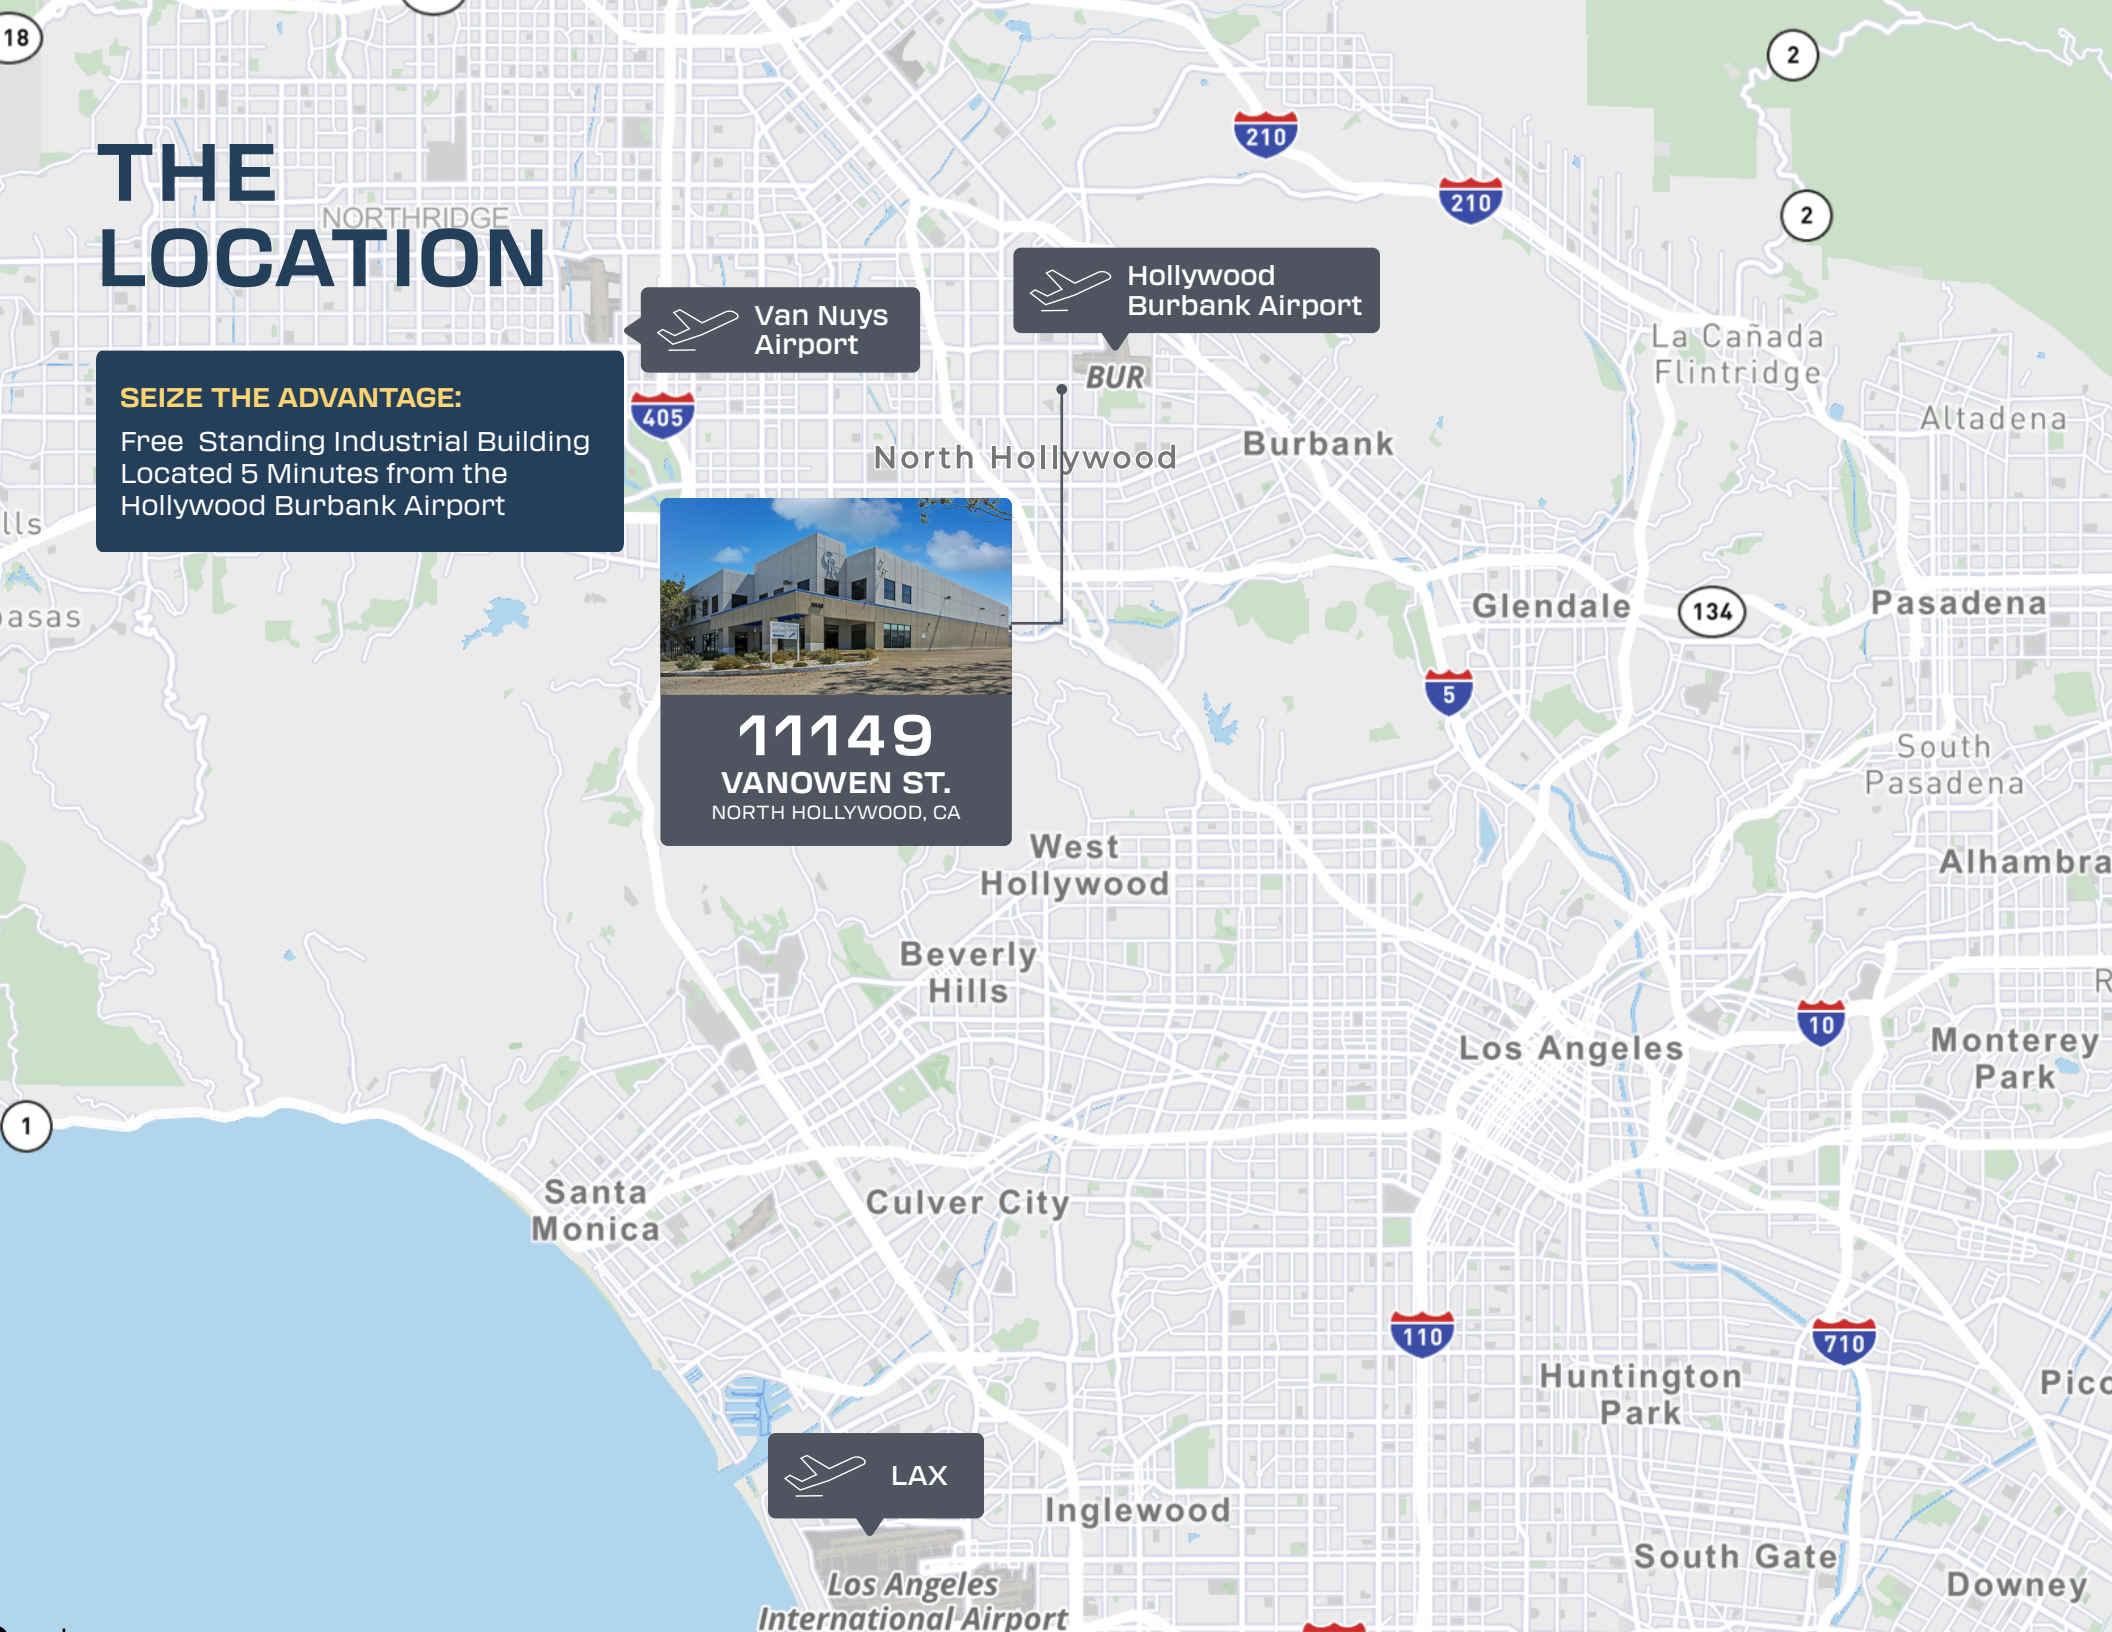 18
2
210
THE
LOCATION
NORTHRIDGE
210
2
Hollywood
Burbank Airport
Van Nuys
Airport
La Cañada
Flintridge
BUR
SEIZE THE ADVANTAGE:
Free  Standing Industrial Building
Located 5 Minutes from the
Hollywood Burbank Airport
405
Altadena
North Hollywood
Burbank
lls
asas
Glendale
134
Pasadena
5
11149
VANOWEN ST.
NORTH HOLLYWOOD, CA
South
Pasadena
West
Hollywood
Alhambra
Beverly
Hills
R
10
Los Angeles
Monterey
Park
1
Santa
Monica
Culver City
110
710
Huntington
Park
Pico
LAX
Inglewood
South Gate
Downey
Los Angeles
International Airport